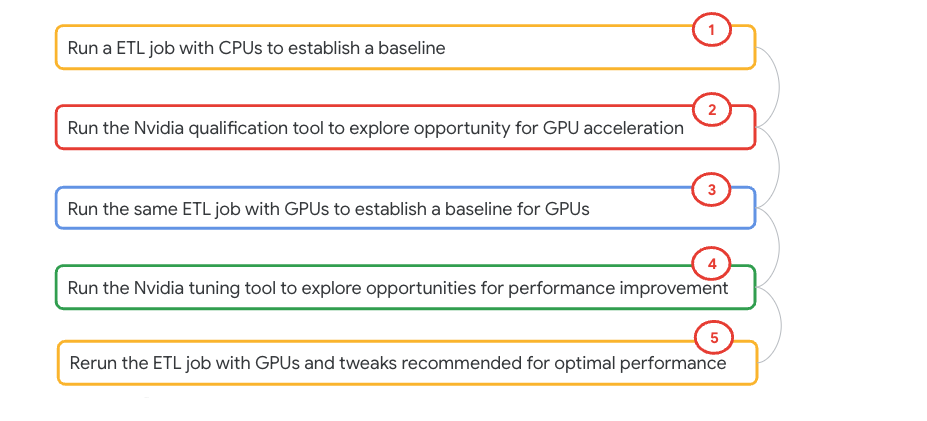 1
Run a ETL job with CPUs to establish a baseline
2
Run the Nvidia qualification tool to explore opportunity for GPU acceleration
3
Run the same ETL job with GPUs to establish a baseline for GPUs
4
Run the Nvidia tuning tool to explore opportunities for performance improvement
5
Rerun the ETL job with GPUs and tweaks recommended for optimal performance